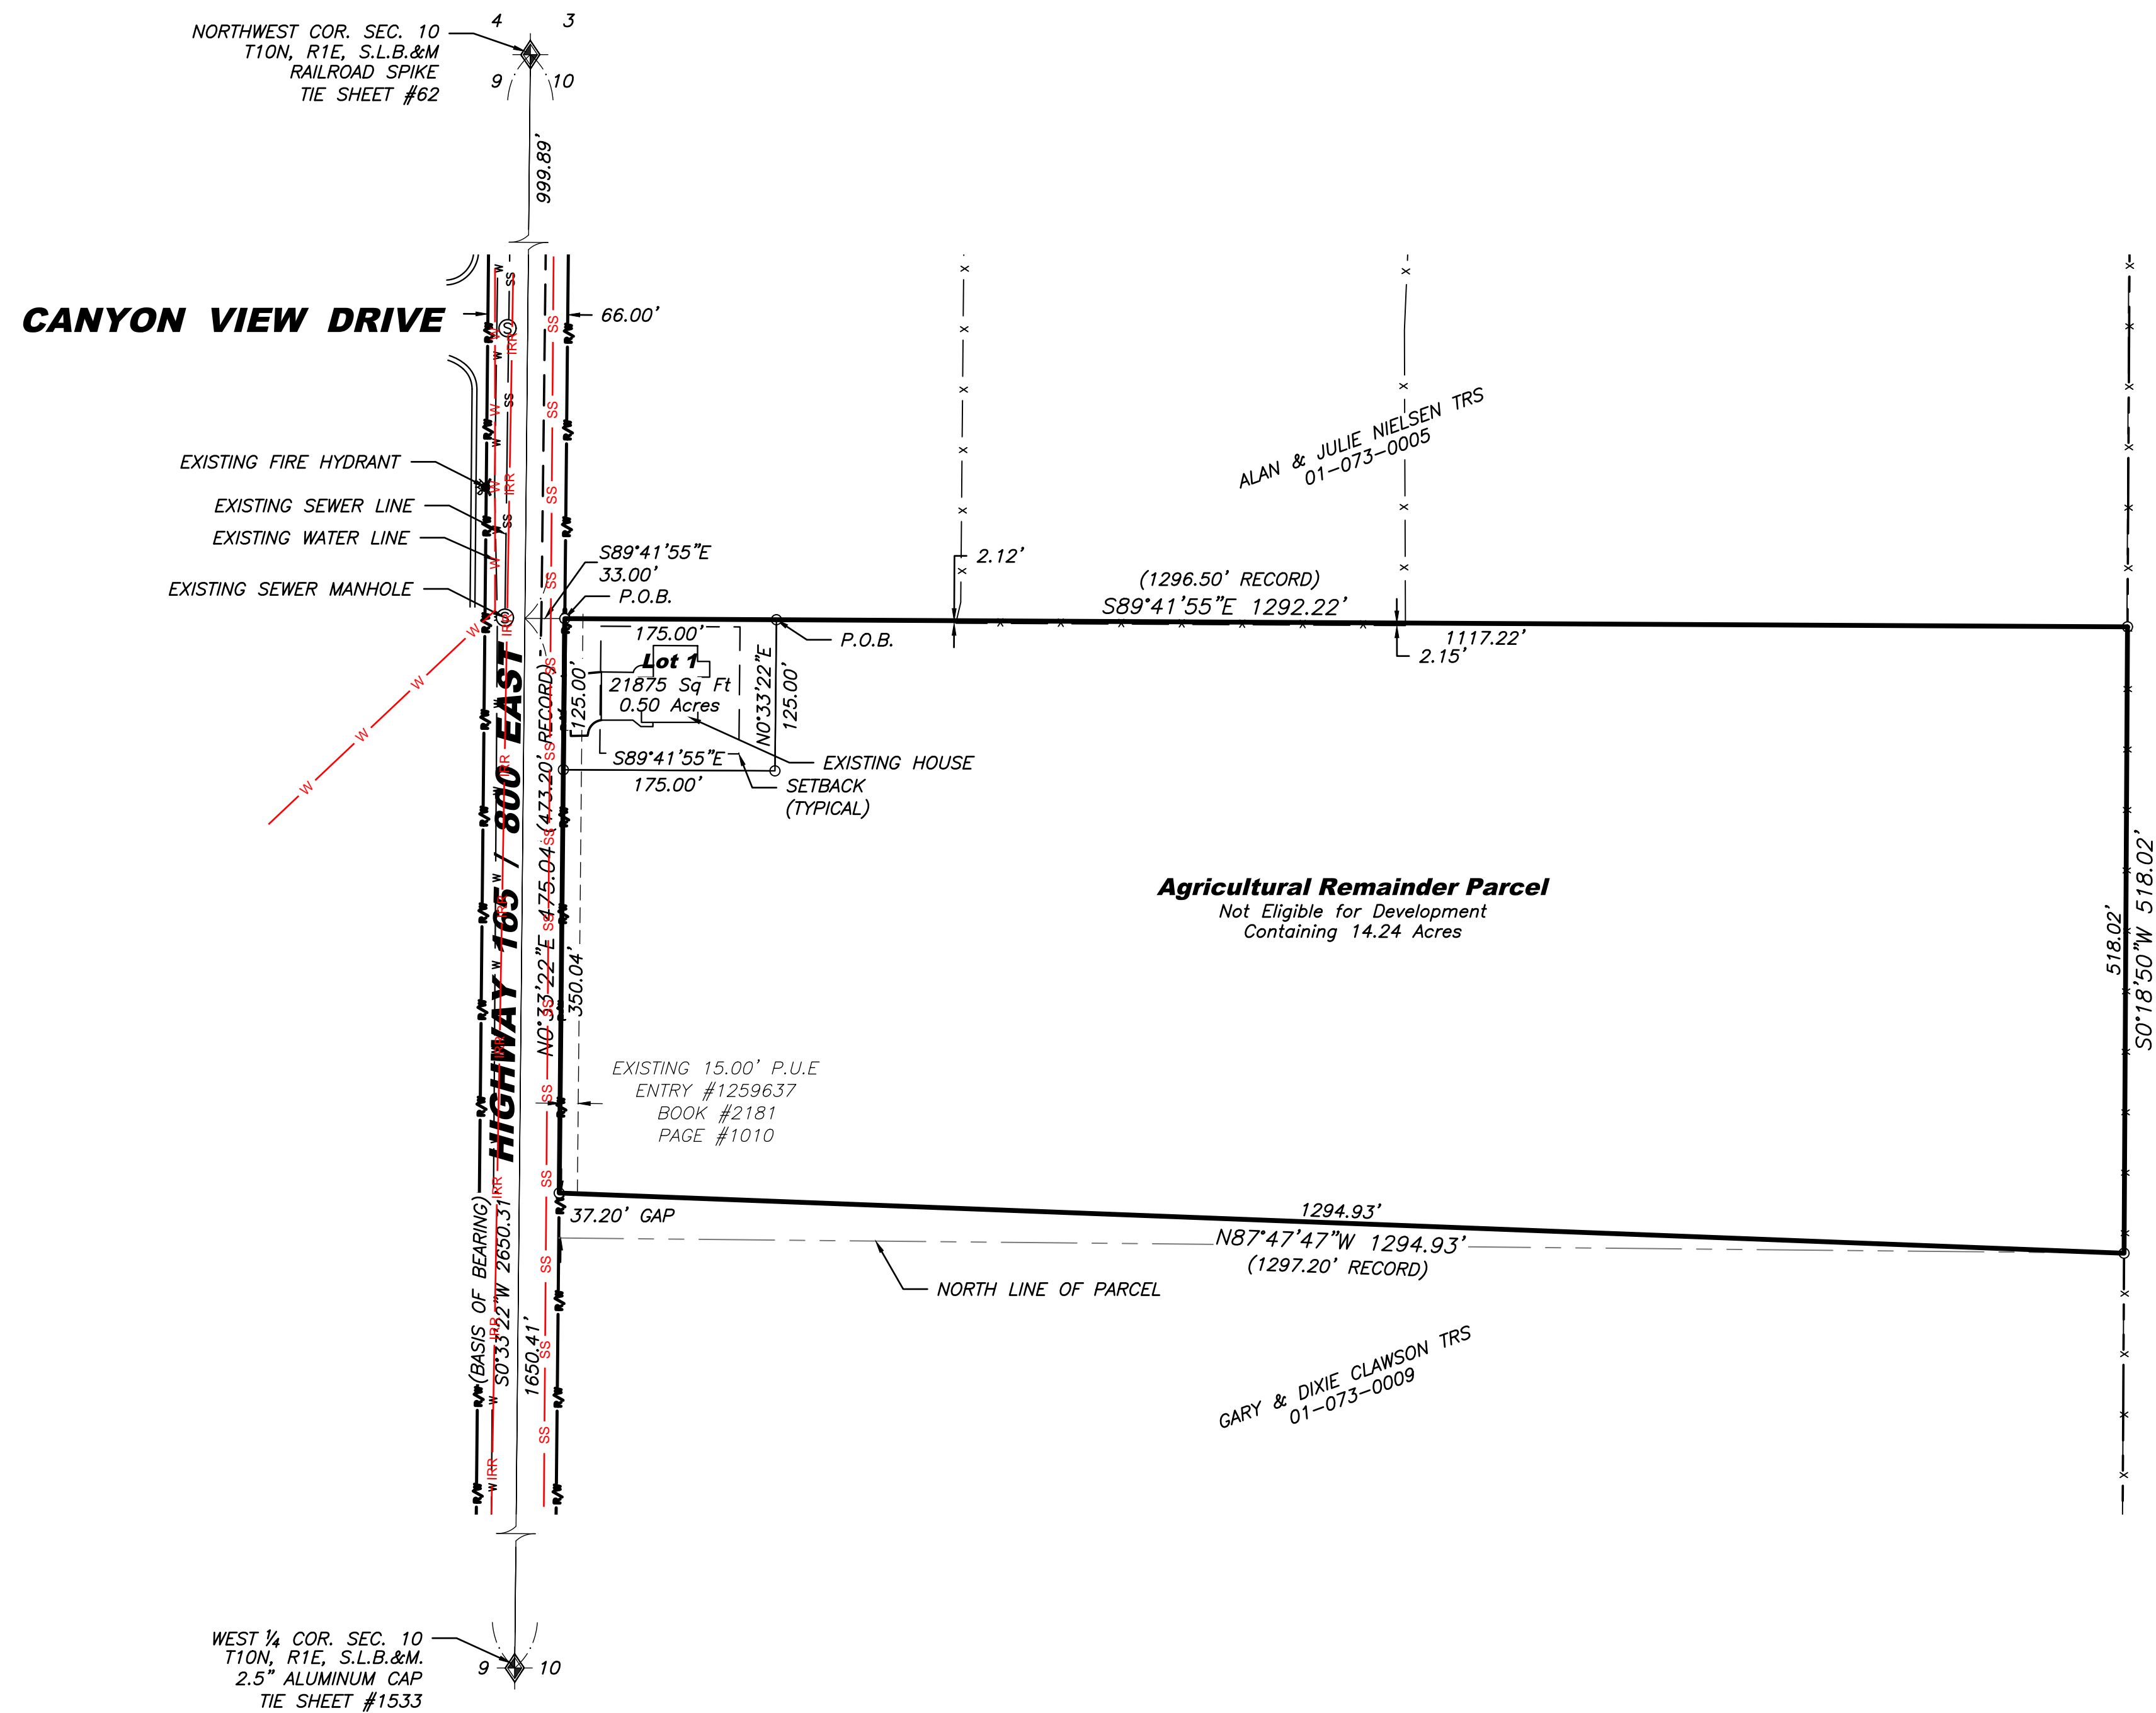 4 3
NORTHWEST COR. SEC. 10
T10N, R1E, S.L.B.&M
RAILROAD SPIKE
TIE SHEET #62
9 10
999.89'
CANYON VIEW DRIVE
66.00'
ALAN & JULIE NIELSEN TRS
01-073-0005
EXISTING FIRE HYDRANT
EXISTING SEWER LINE
EXISTING WATER LINE
EXISTING SEWER MANHOLE
S89°41'55"E
33.00'
P.O.B.
2.12'
(1296.50' RECORD)
S89°41'55"E 1292.22'
1117.22'
2.15'
175.00'
P.O.B.
Lot 1
21875 Sq Ft
0.50 Acres
125.00'
N0°33'22"E
125.00'
S89°41'55"E
175.00'
EXISTING HOUSE
SETBACK
(TYPICAL)
HIGHWAY 165 / 800 EAST
N0°33'22"E 475.04' (473.20' RECORD)
350.04'
Agricultural Remainder Parcel
Not Eligible for Development
Containing 14.24 Acres
518.02'
S0°18'50"W 518.02'
EXISTING 15.00' P.U.E
ENTRY #1259637
BOOK #2181
PAGE #1010
37.20' GAP
1294.93'
N87°47'47"W 1294.93'
(1297.20' RECORD)
NORTH LINE OF PARCEL
(BASIS OF BEARING)
S0°33'22"W 2650.31
1650.41'
GARY & DIXIE CLAWSON TRS
01-073-0009
WEST ¼ COR. SEC. 10
T10N, R1E, S.L.B.&M.
2.5" ALUMINUM CAP
TIE SHEET #1533
9 10
R/W
W
SS
IRR
S
X